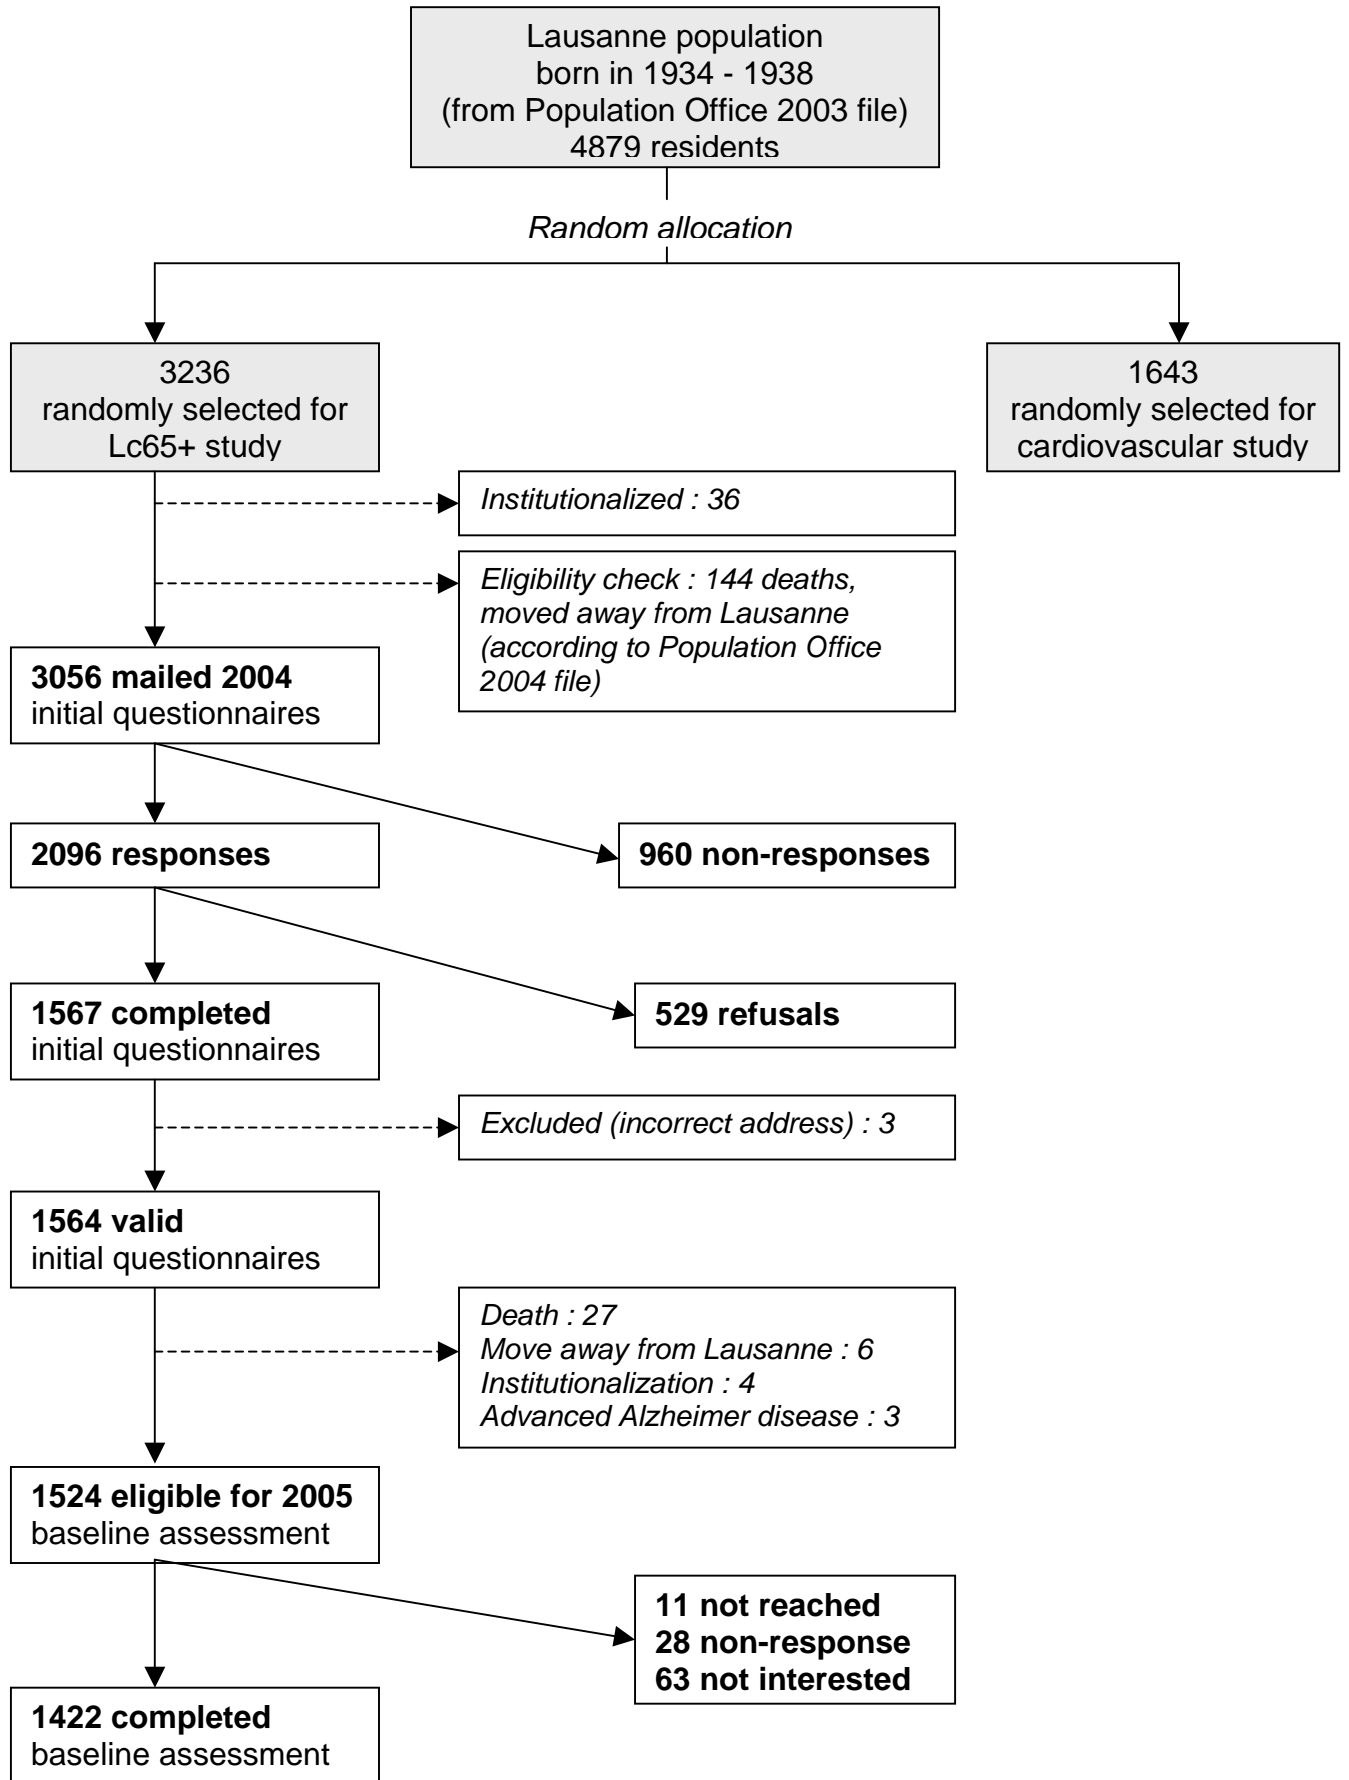 Lausanne population
born in 1934 - 1938
(from Population Office 2003 file)
4879 residents
Random allocation
3236
randomly selected for
Lc65+ study
1643
randomly selected for
cardiovascular study
Institutionalized : 36
Eligibility check : 144 deaths,
moved away from Lausanne
(according to Population Office
2004 file)
3056 mailed 2004
initial questionnaires
2096 responses
960 non-responses
1567 completed
initial questionnaires
529 refusals
Excluded (incorrect address) : 3
1564 valid
initial questionnaires
Death : 27
Move away from Lausanne : 6
Institutionalization : 4
Advanced Alzheimer disease : 3
1524 eligible for 2005
baseline assessment
11 not reached
28 non-response
63 not interested
1422 completed
baseline assessment